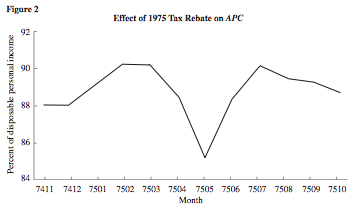 Figure 2
Effect of 1975 Tax Rebate on APC
Percent of disposable personal income
92
90
88
86
84
7411 7412 7501 7502 7503 7504 7505 7506 7507 7508 7509 7510
Month